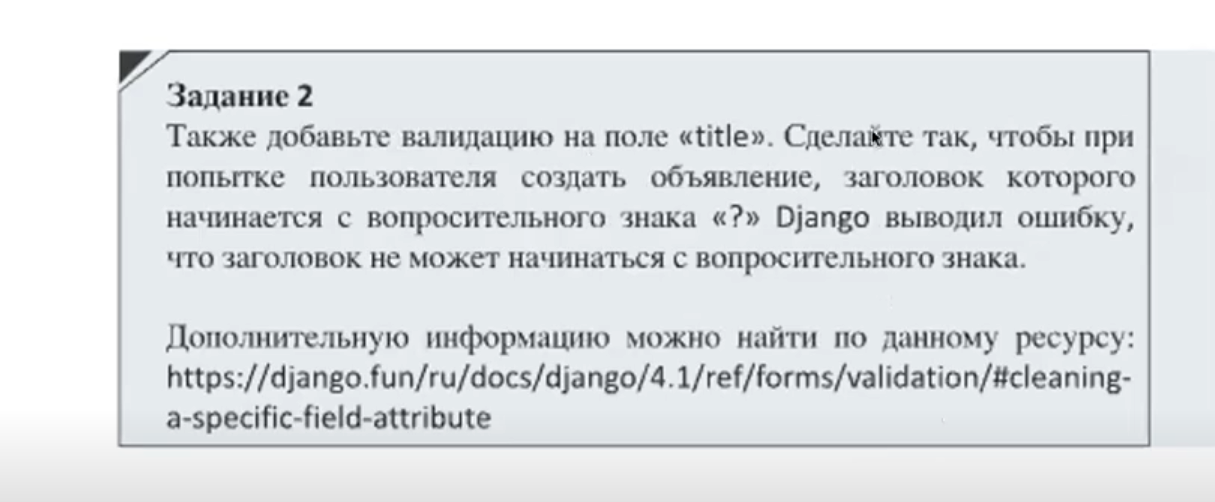 Задание 2
Также добавьте валидацию на поле «title». Сделайте так, чтобы при
попытке пользователя создать объявление, заголовок которого
начинается с вопросительного знака «?» Django выводил ошибку,
что заголовок не может начинаться с вопросительного знака.
Дополнительную информацию можно найти по данному ресурсу:
https://django.fun/ru/docs/django/4.1/ref/forms/validation/#cleaning-
a-specific-field-attribute